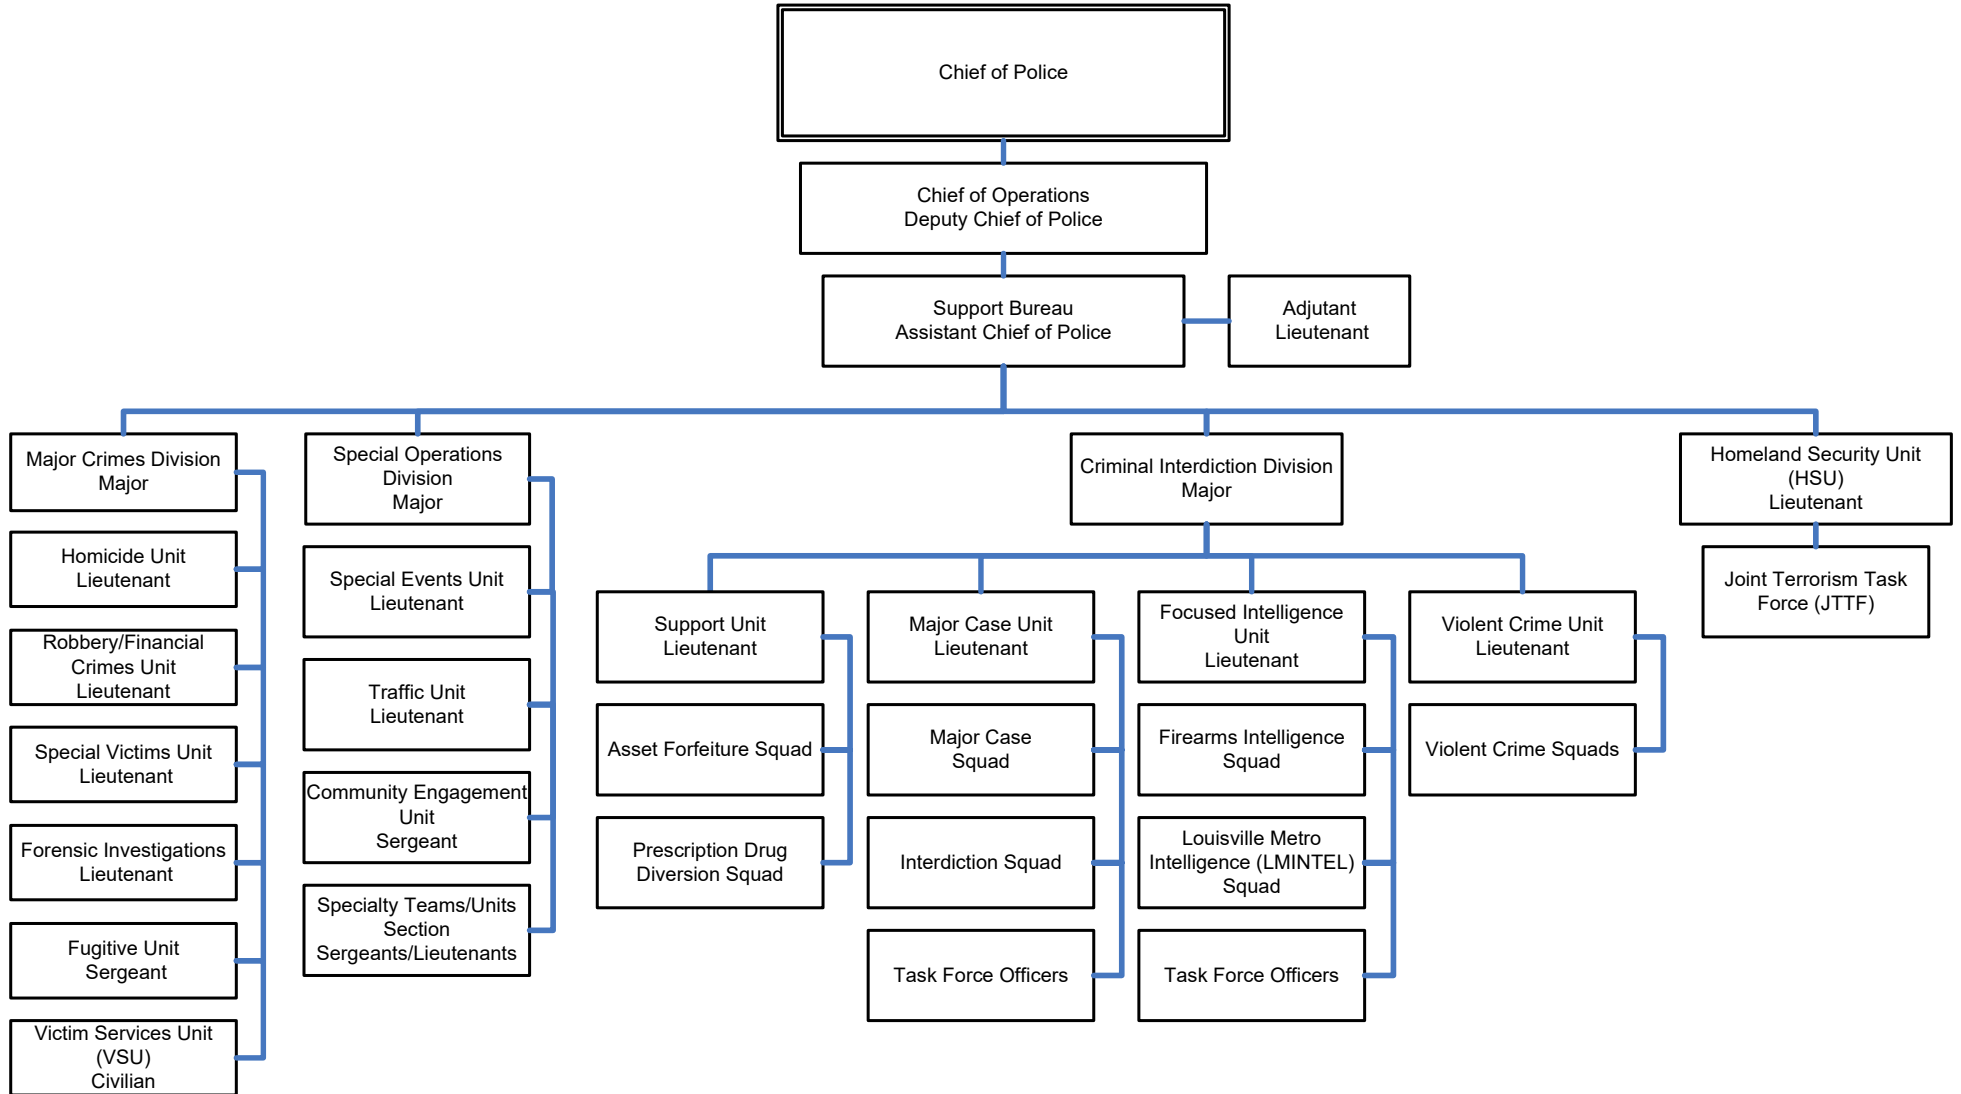 Chief of Police
Chief of Operations
Deputy Chief of Police
Support Bureau
Assistant Chief of Police
Adjutant
Lieutenant
Major Crimes Division
Major
Homicide Unit
Lieutenant
Robbery/Financial
Crimes Unit
Lieutenant
Special Victims Unit
Lieutenant
Forensic Investigations
Lieutenant
Fugitive Unit
Sergeant
Victim Services Unit
(VSU)
Civilian
Special Operations
Division
Major
Special Events Unit
Lieutenant
Traffic Unit
Lieutenant
Community Engagement
Unit
Sergeant
Specialty Teams/Units
Section
Sergeants/Lieutenants
Criminal Interdiction Division
Major
Support Unit
Lieutenant
Asset Forfeiture Squad
Prescription Drug
Diversion Squad
Major Case Unit
Lieutenant
Major Case
Squad
Interdiction Squad
Task Force Officers
Focused Intelligence
Unit
Lieutenant
Firearms Intelligence
Squad
Louisville Metro
Intelligence (LMINTEL)
Squad
Task Force Officers
Violent Crime Unit
Lieutenant
Violent Crime Squads
Homeland Security Unit
(HSU)
Lieutenant
Joint Terrorism Task
Force (JTTF)